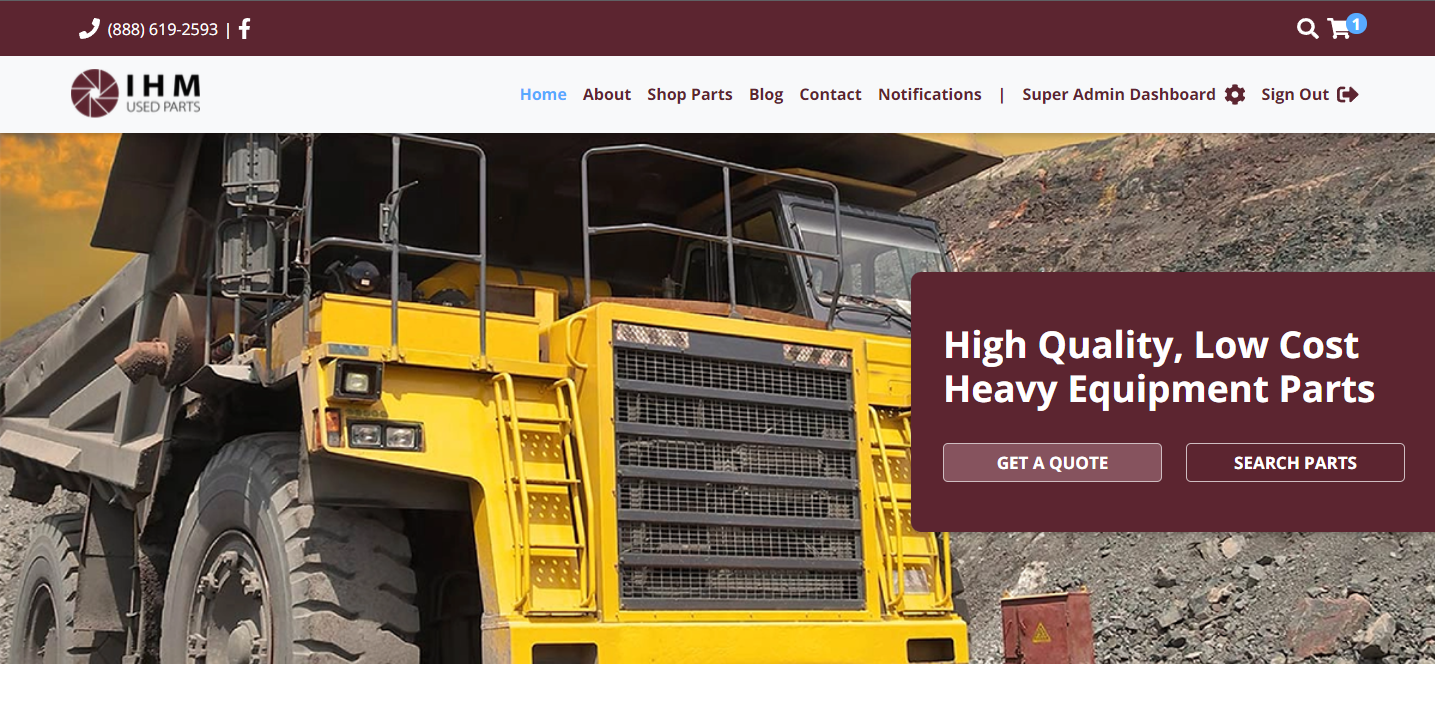 (888) 619-2593 |
1
IHM
USED PARTS
Home About Shop Parts Blog Contact Notifications | Super Admin Dashboard Sign Out
High Quality, Low Cost
Heavy Equipment Parts
GET A QUOTE SEARCH PARTS